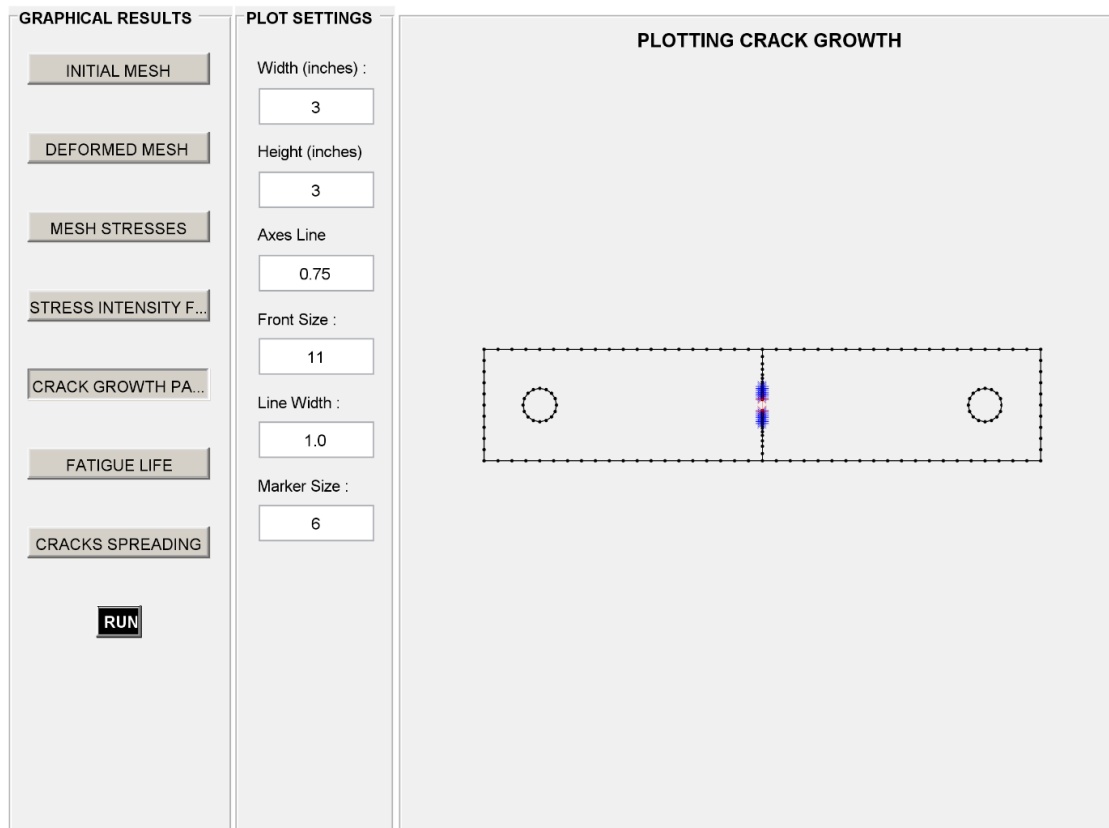 GRAPHICAL RESULTS
INITIAL MESH
DEFORMED MESH
MESH STRESSES
STRESS INTENSITY F...
CRACK GROWTH PA...
FATIGUE LIFE
CRACKS SPREADING
RUN
PLOT SETTINGS
Width (inches) :
3
Height (inches)
3
Axes Line
0.75
Front Size :
11
Line Width :
1.0
Marker Size :
6
PLOTTING CRACK GROWTH